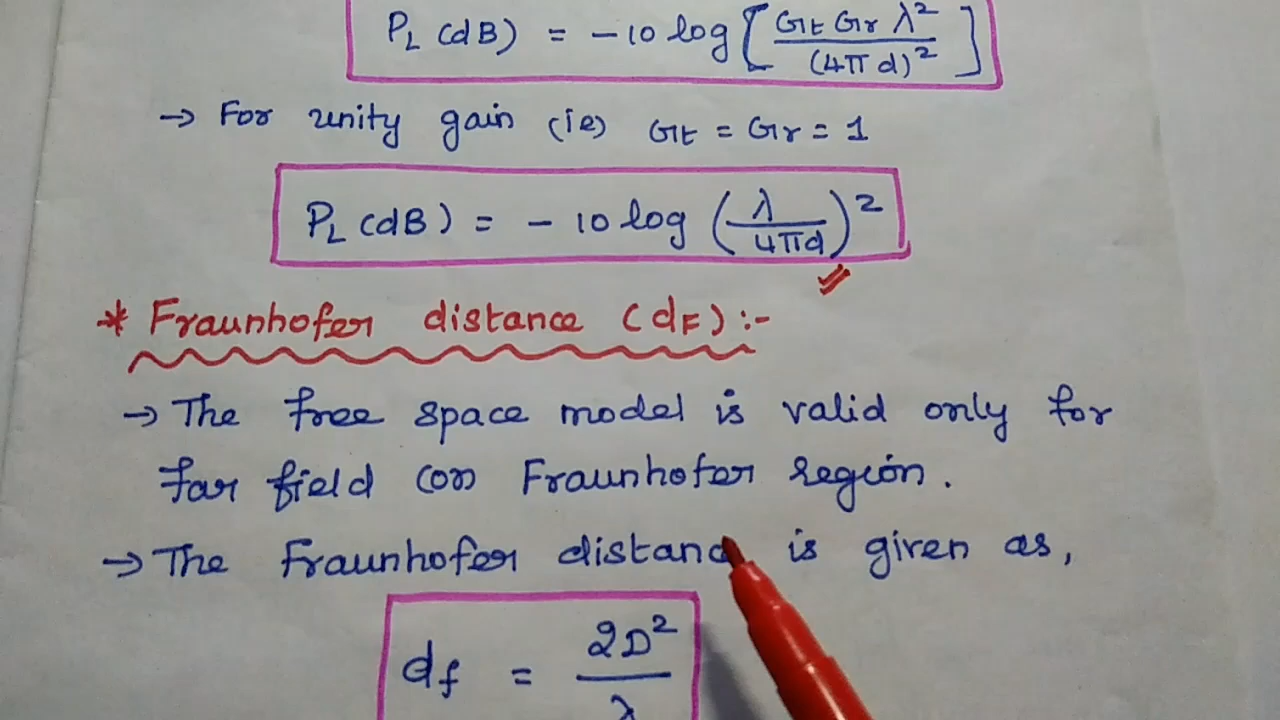 PL (dB) = -10 log [ Gt Gr λ² / (4π d)² ]
→ For unity gain (ie) Gt = Gr = 1
PL (dB) = - 10 log ( λ / 4πd )²
* Fraunhofer distance (dF) :-
→ The free space model is valid only for
far field (or) Fraunhofer region.
→ The Fraunhofer distanc is given as,
df = 2D² / λ